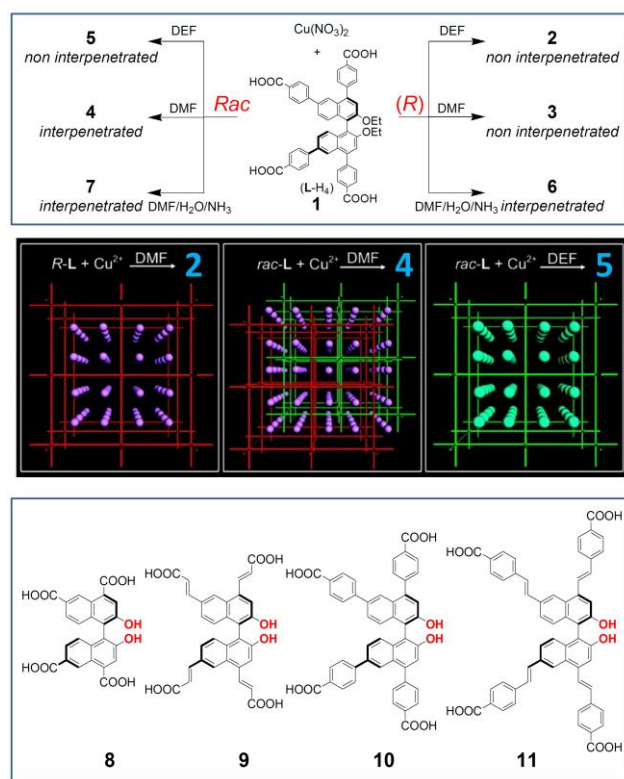 5
DEF
non interpenetrated
4
DMF
interpenetrated
7
interpenetrated
DMF/H₂O/NH₃
Rac
Cu(NO₃)₂
+
COOH
HOOC
OEt
OEt
HOOC
COOH
(L-H₄)
1
(R)
DEF
2
non interpenetrated
DMF
3
non interpenetrated
6
DMF/H₂O/NH₃
interpenetrated
R-L + Cu²⁺ DMF 2
rac-L + Cu²⁺ DMF 4
rac-L + Cu²⁺ DEF 5
COOH
HOOC
OH
OH
HOOC
COOH
8
COOH
HOOC
OH
OH
HOOC
COOH
9
COOH
HOOC
OH
OH
HOOC
COOH
10
COOH
HOOC
OH
OH
HOOC
COOH
11